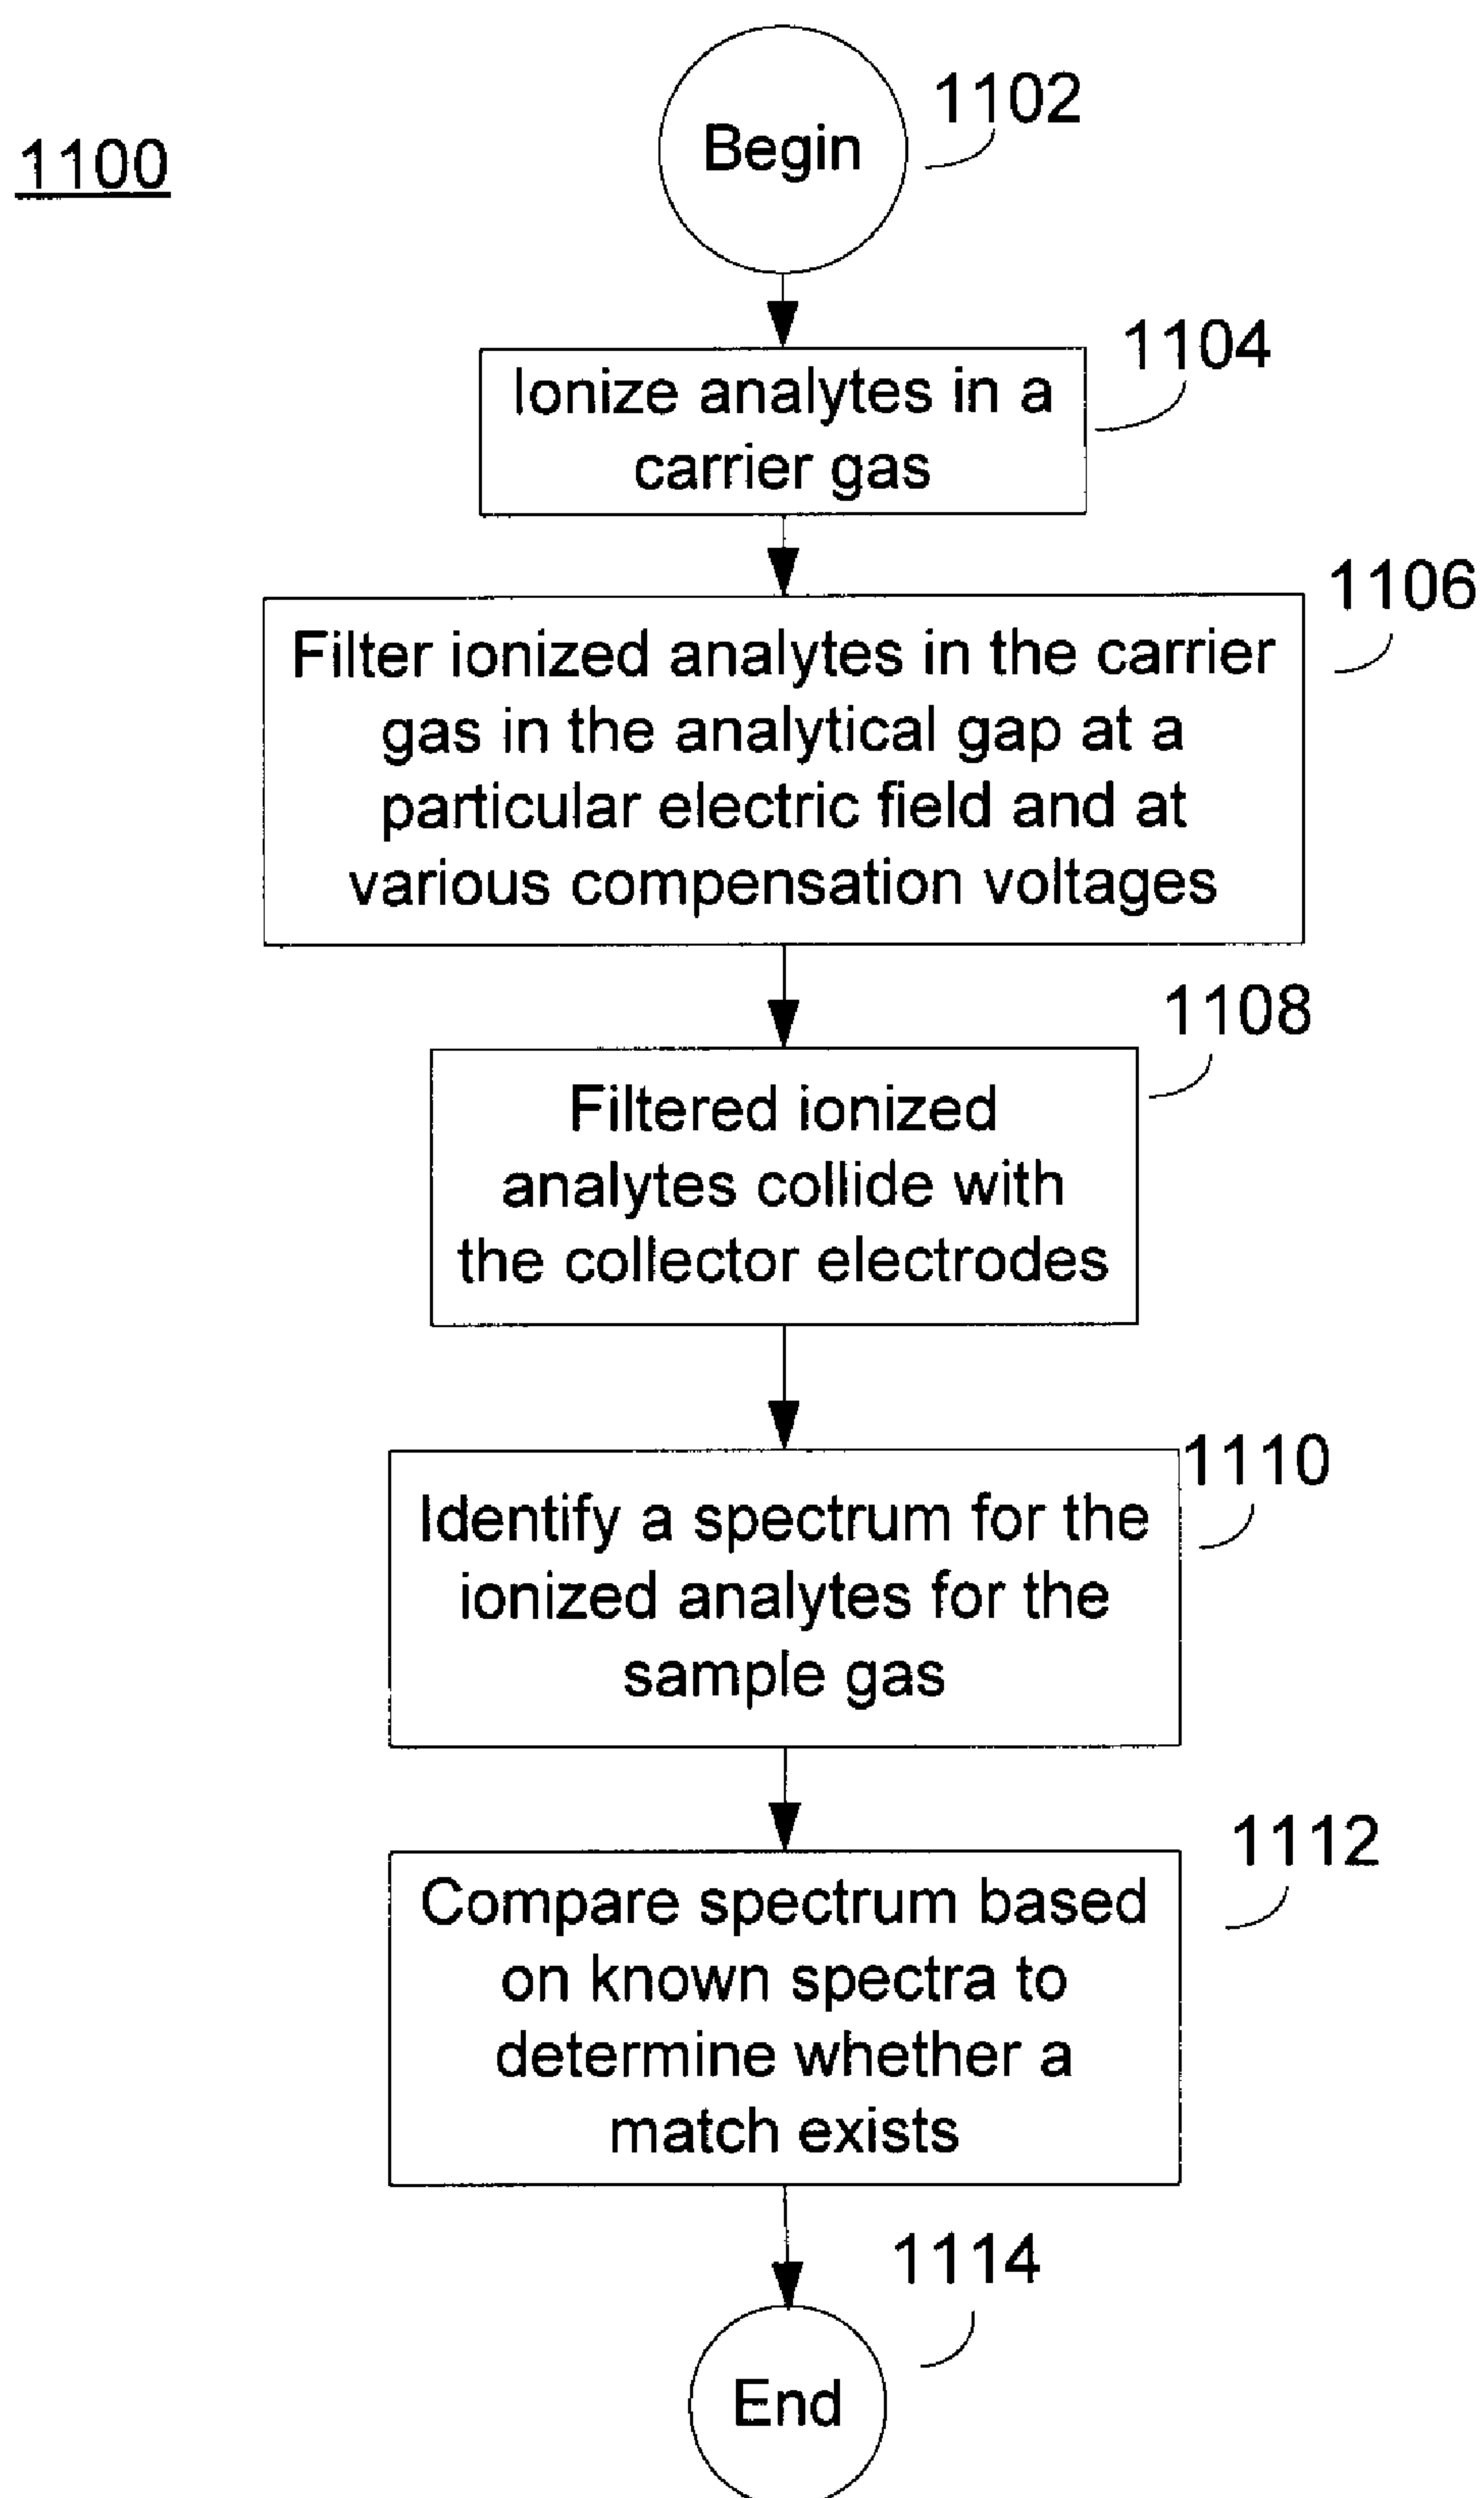 1100
Begin
1102
Ionize analytes in a
carrier gas
1104
Filter ionized analytes in the carrier
gas in the analytical gap at a
particular electric field and at
various compensation voltages
1106
Filtered ionized
analytes collide with
the collector electrodes
1108
Identify a spectrum for the
ionized analytes for the
sample gas
1110
Compare spectrum based
on known spectra to
determine whether a
match exists
1112
End
1114